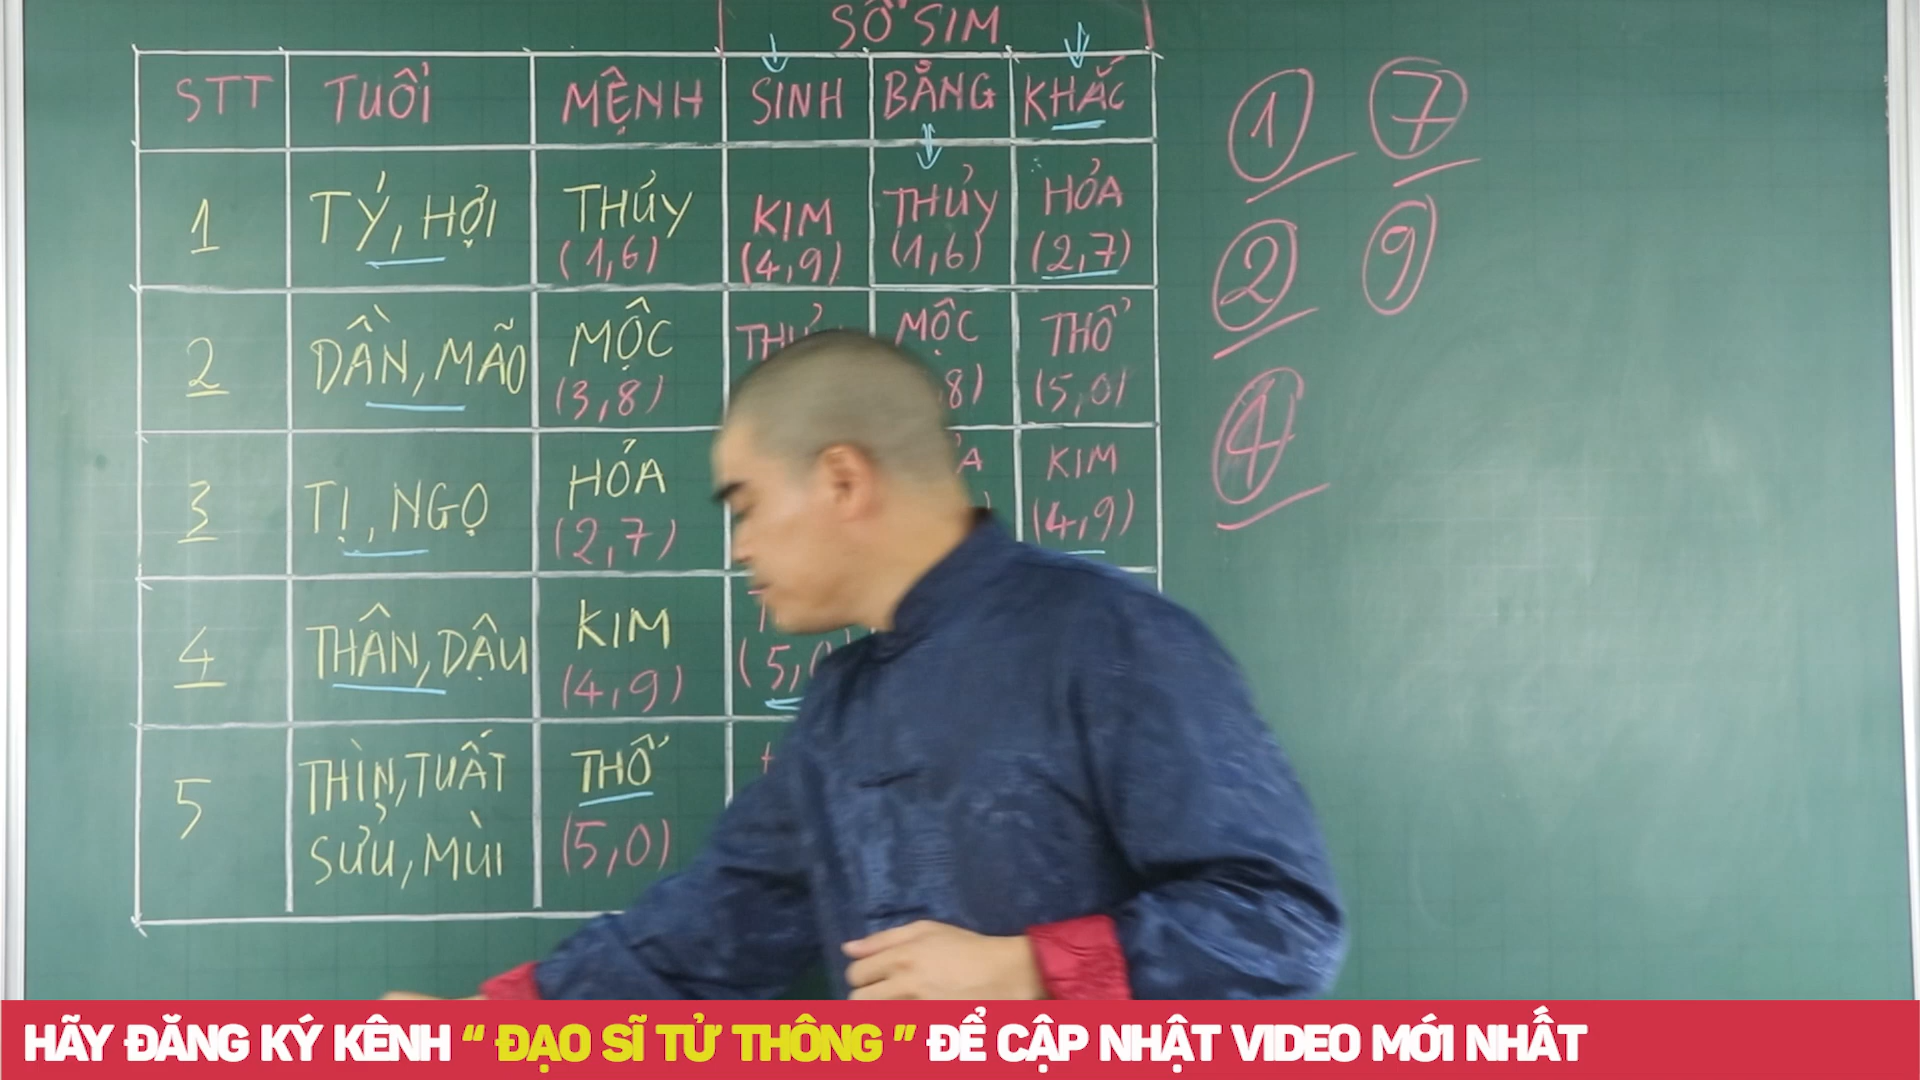 SỐ SIM
STT TUỔI MỆNH SINH BẰNG KHẮC
1 TÝ, HỢI THỦY (1,6) KIM (4,9) THỦY (1,6) HỎA (2,7)
2 DẦN, MÃO MỘC (3,8) MỘC 8) THỔ (5,0)
3 TỊ, NGỌ HỎA (2,7) KIM (4,9)
4 THÂN, DẬU KIM (4,9) (5,0
5 THÌN, TUẤT SỬU, MÙI THỔ (5,0)
1 7
2 9
4
HÃY ĐĂNG KÝ KÊNH “ ĐẠO SĨ TỬ THÔNG ” ĐỂ CẬP NHẬT VIDEO MỚI NHẤT